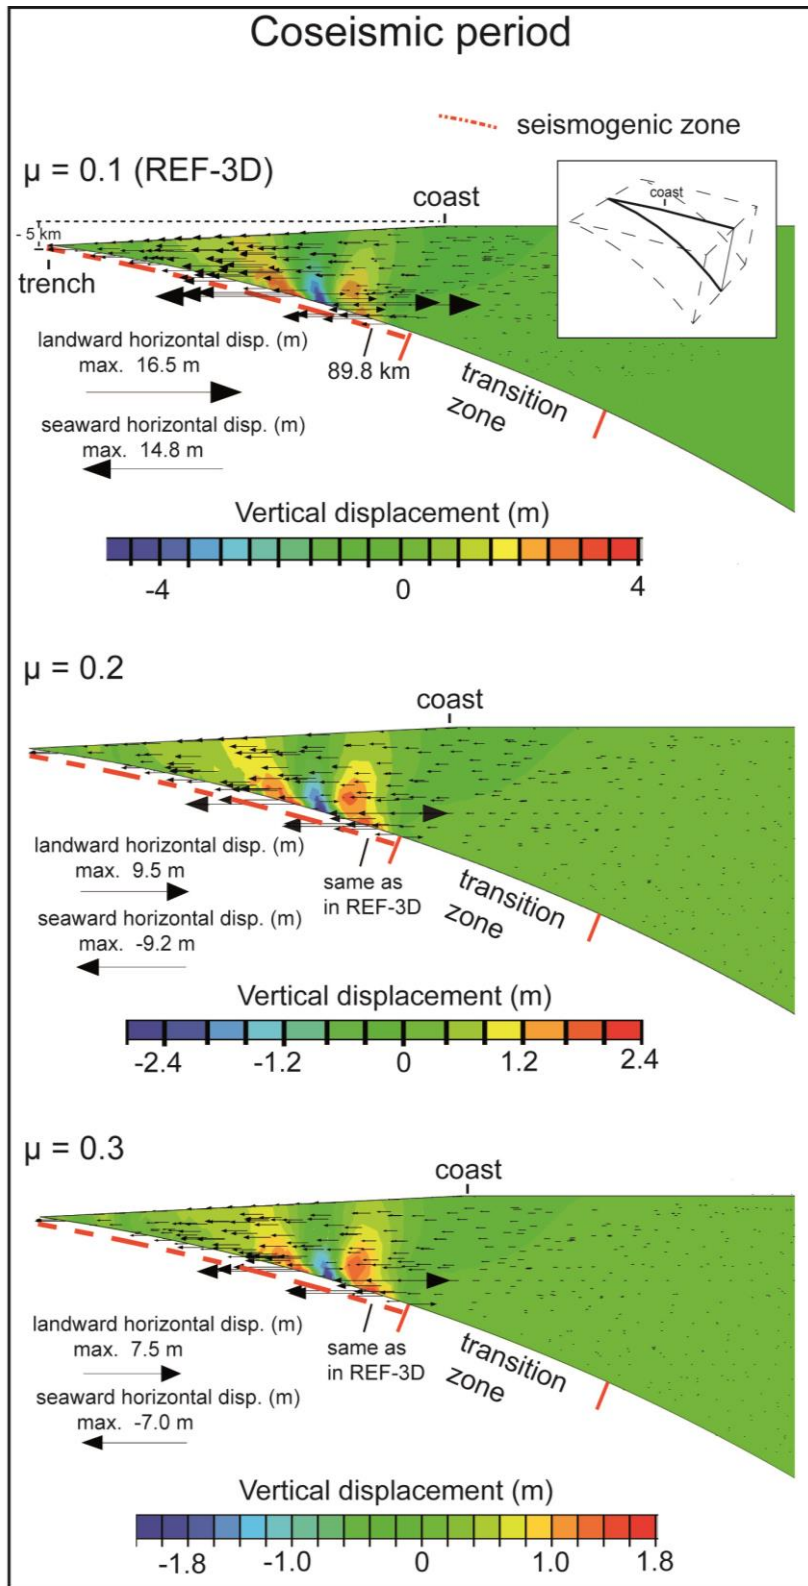 Coseismic period
seismogenic zone
μ = 0.1 (REF-3D)
coast
coast
- 5 km
trench
landward horizontal disp. (m)
max. 16.5 m
89.8 km
transition
zone
seaward horizontal disp. (m)
max. 14.8 m
Vertical displacement (m)
-4 0 4
μ = 0.2
coast
landward horizontal disp. (m)
max. 9.5 m
same as
in REF-3D
transition
zone
seaward horizontal disp. (m)
max. -9.2 m
Vertical displacement (m)
-2.4 -1.2 0 1.2 2.4
μ = 0.3
coast
landward horizontal disp. (m)
max. 7.5 m
same as
in REF-3D
transition
zone
seaward horizontal disp. (m)
max. -7.0 m
Vertical displacement (m)
-1.8 -1.0 0 1.0 1.8